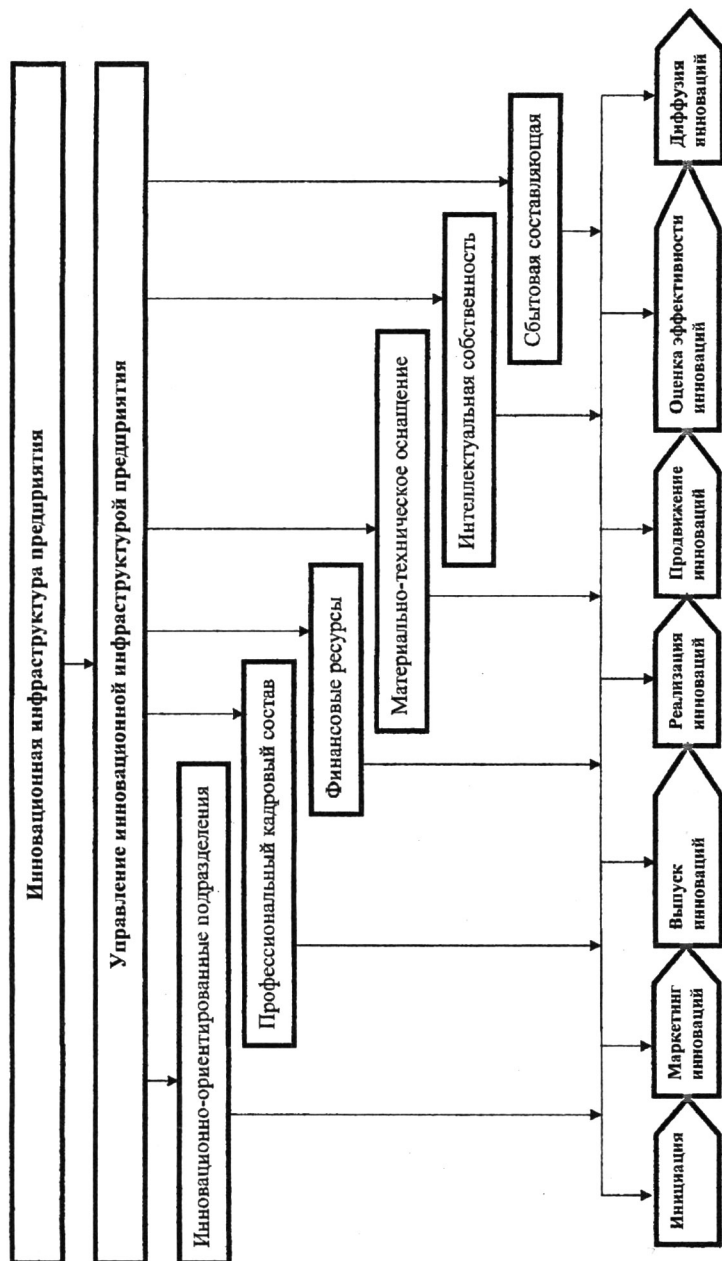 Инновационная инфраструктура предприятия
Управление инновационной инфраструктурой предприятия
Инновационно-ориентированные подразделения
Профессиональный кадровый состав
Финансовые ресурсы
Материально-техническое оснащение
Интеллектуальная собственность
Сбытовая составляющая
Инициация
Маркетинг
инноваций
Выпуск
инноваций
Реализация
инноваций
Продвижение
инноваций
Оценка эффективности
инноваций
Диффузия
инноваций